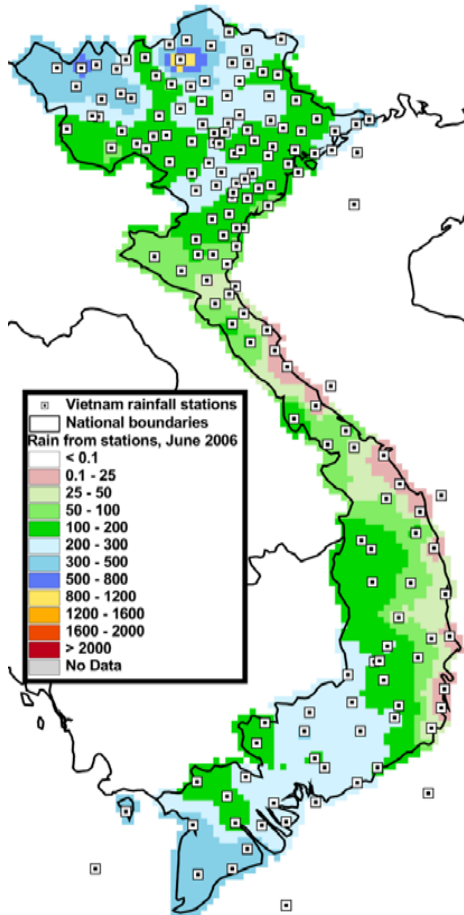 Vietnam rainfall stations
National boundaries
Rain from stations, June 2006
< 0.1
0.1 - 25
25 - 50
50 - 100
100 - 200
200 - 300
300 - 500
500 - 800
800 - 1200
1200 - 1600
1600 - 2000
> 2000
No Data